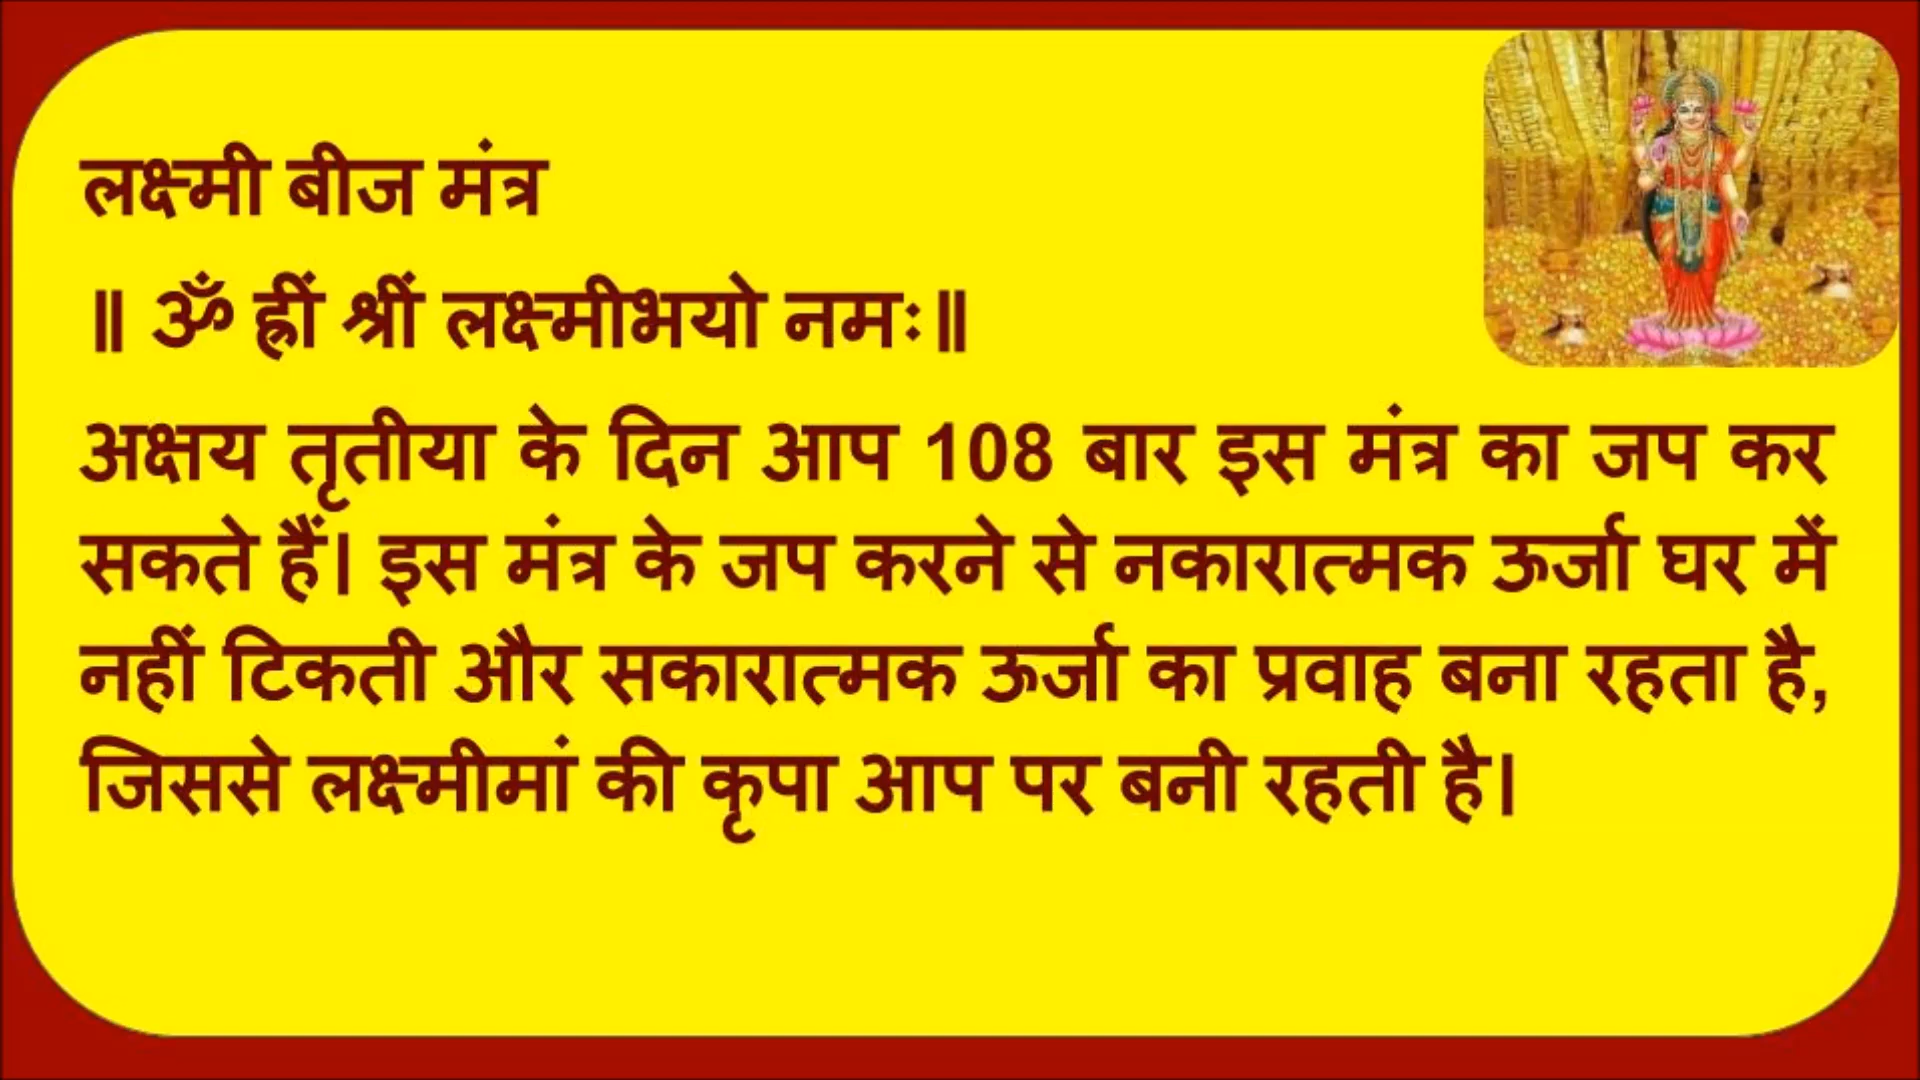 लक्ष्मी बीज मंत्र
॥ ॐ ह्रीं श्रीं लक्ष्मीभयो नमः॥
अक्षय तृतीया के दिन आप 108 बार इस मंत्र का जप कर
सकते हैं। इस मंत्र के जप करने से नकारात्मक ऊर्जा घर में
नहीं टिकती और सकारात्मक ऊर्जा का प्रवाह बना रहता है,
जिससे लक्ष्मीमां की कृपा आप पर बनी रहती है।